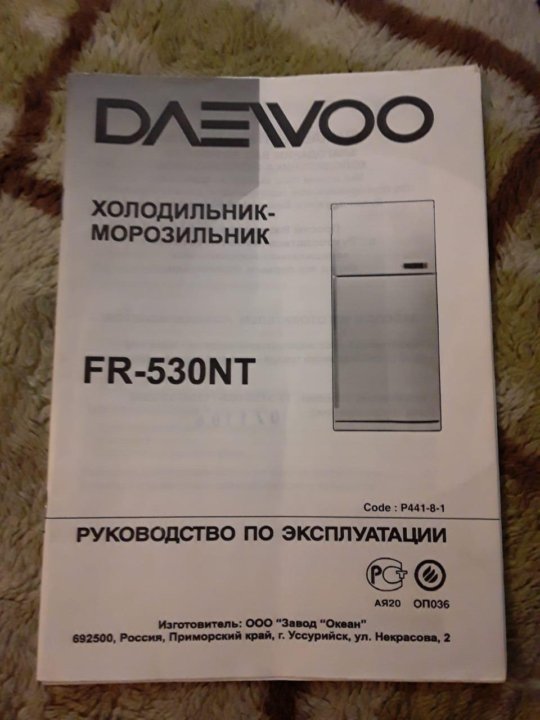 DAEWOO
ХОЛОДИЛЬНИК-
МОРОЗИЛЬНИК
FR-530NT
Code : P441-8-1
РУКОВОДСТВО ПО ЭКСПЛУАТАЦИИ
РСТ
АЯ20 ОП036
Изготовитель: ООО "Завод "Океан"
692500, Россия, Приморский край, г. Уссурийск, ул. Некрасова, 2